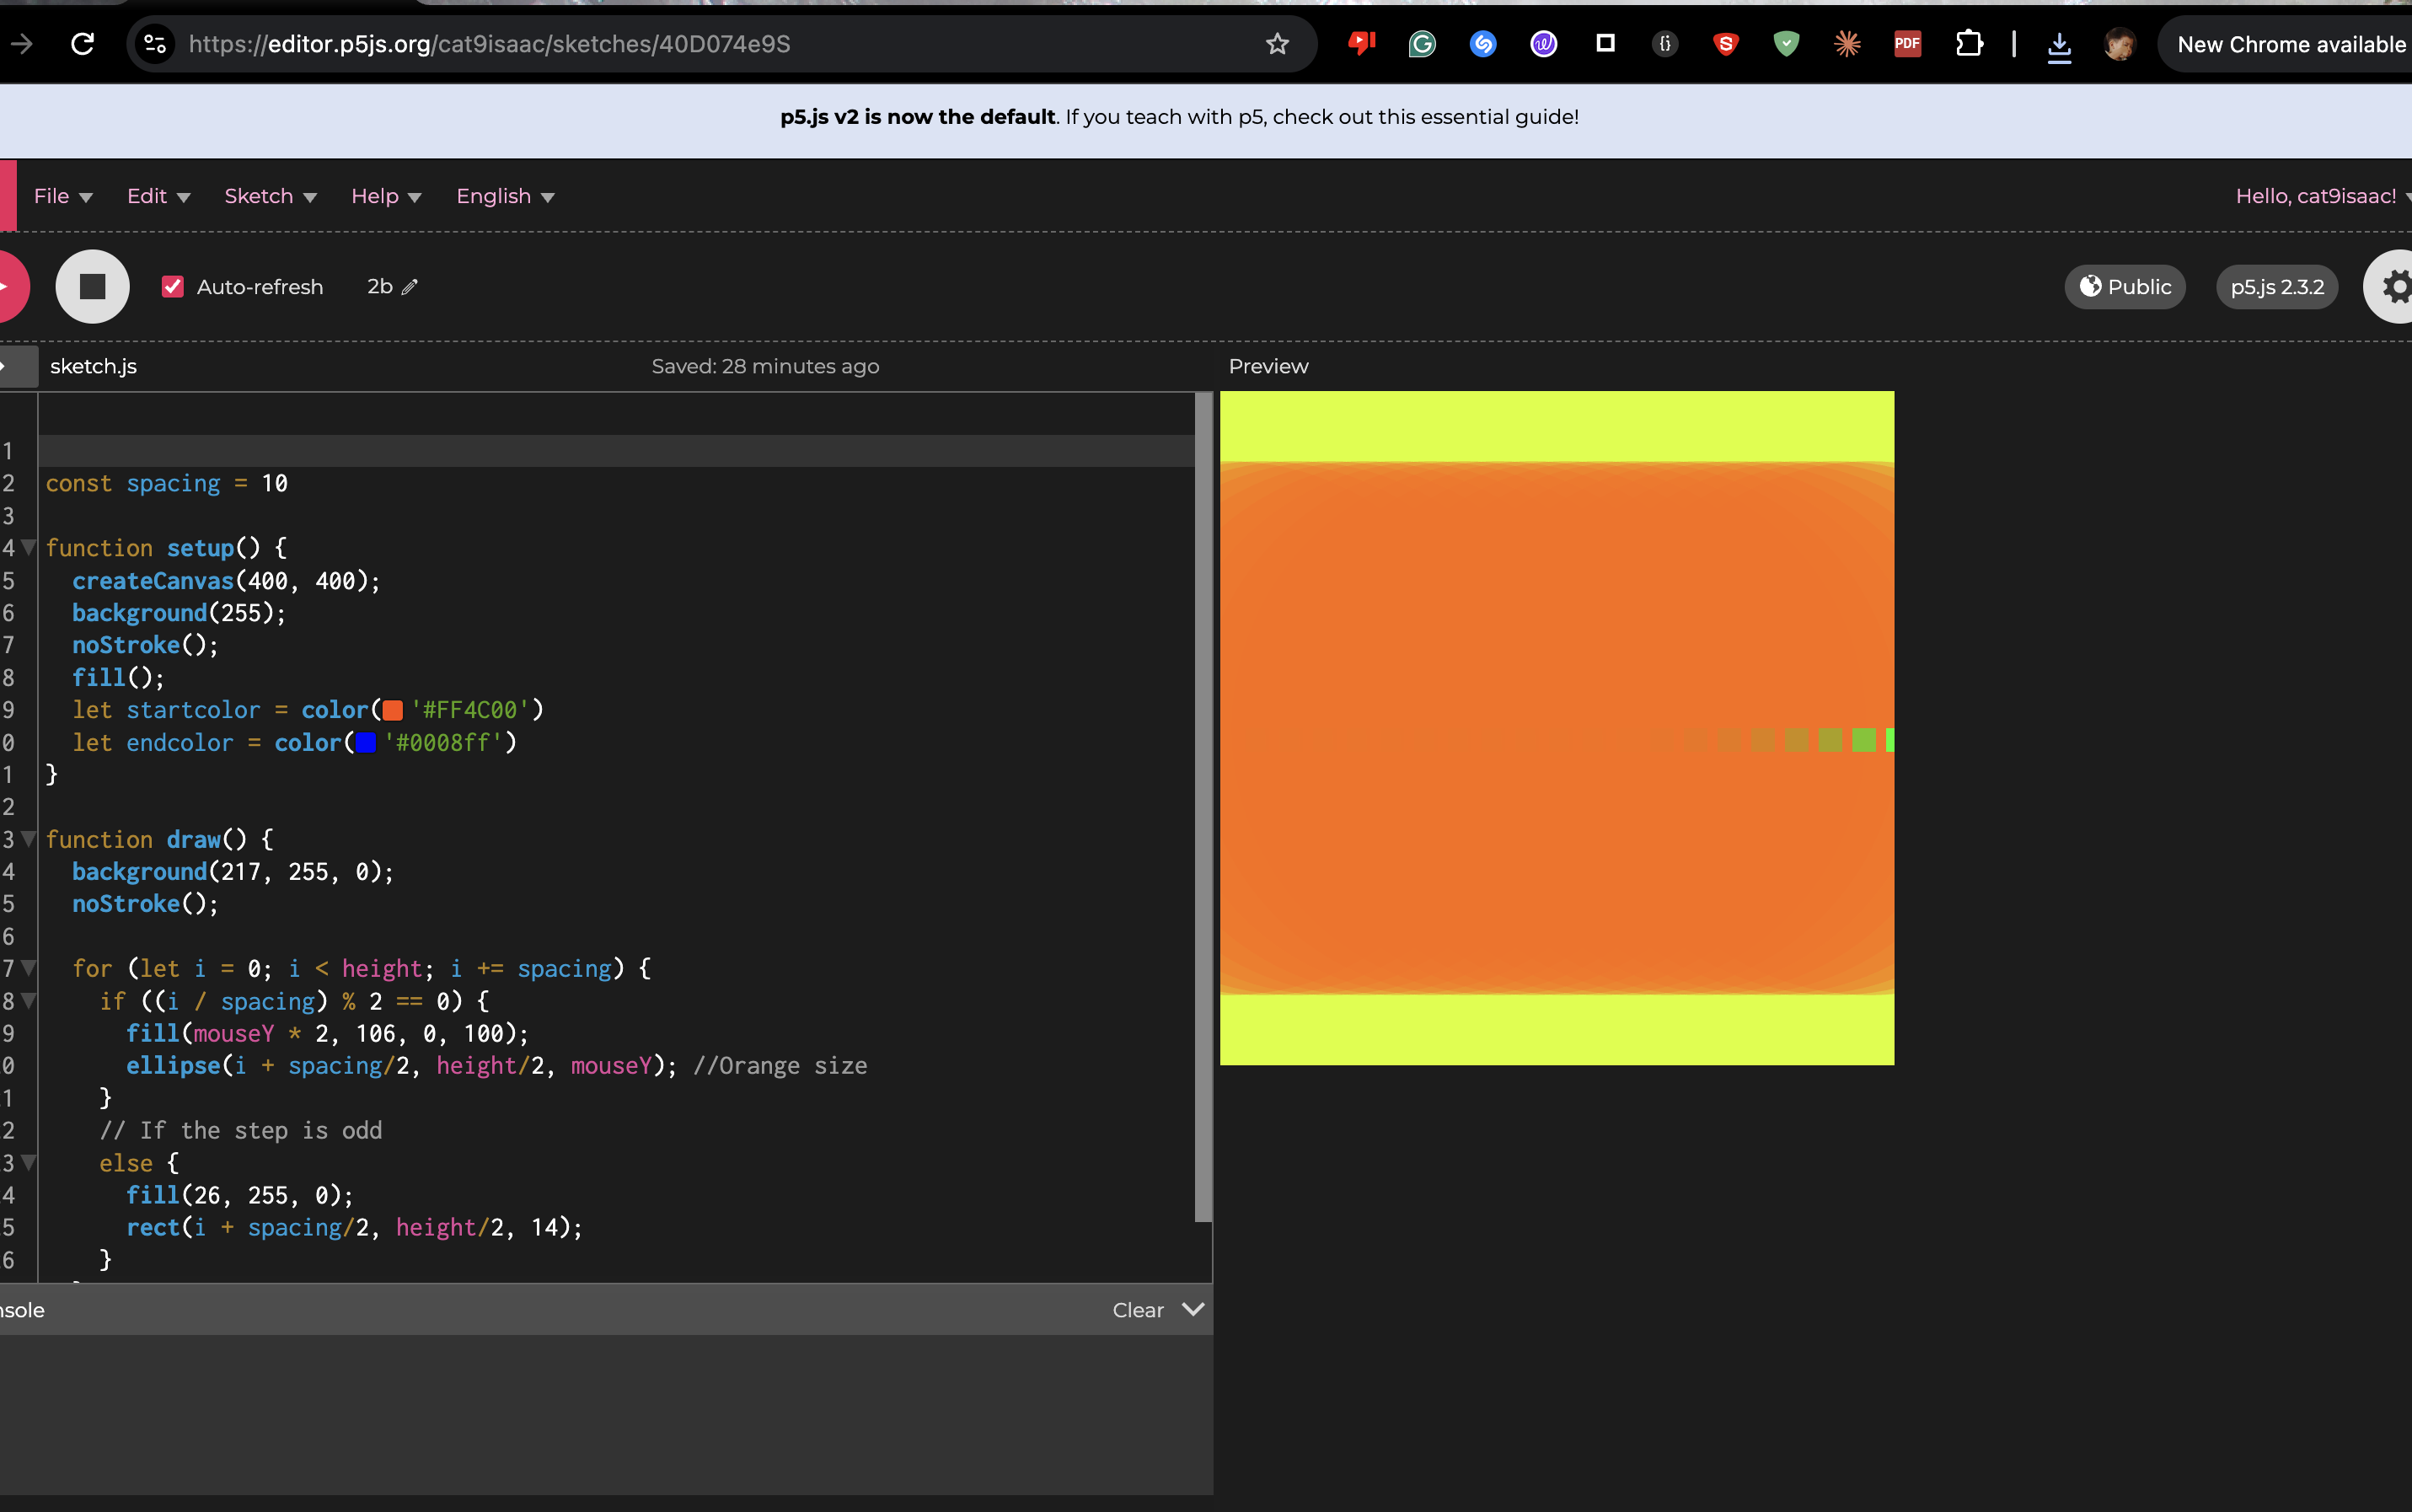 https://editor.p5js.org/cat9isaac/sketches/40D074e9S
PDF
New Chrome available
p5.js v2 is now the default. If you teach with p5, check out this essential guide!
File Edit Sketch Help English Hello, cat9isaac!
Auto-refresh 2b Public p5.js 2.3.2
sketch.js Saved: 28 minutes ago Preview
1
2 const spacing = 10
3
4 function setup() {
5 createCanvas(400, 400);
6 background(255);
7 noStroke();
8 fill();
9 let startcolor = color('#FF4C00')
0 let endcolor = color('#0008ff')
1 }
2
3 function draw() {
4 background(217, 255, 0);
5 noStroke();
6
7 for (let i = 0; i < height; i += spacing) {
8 if ((i / spacing) % 2 == 0) {
9 fill(mouseY * 2, 106, 0, 100);
0 ellipse(i + spacing/2, height/2, mouseY); //Orange size
1 }
2 // If the step is odd
3 else {
4 fill(26, 255, 0);
5 rect(i + spacing/2, height/2, 14);
6 }
nsole Clear